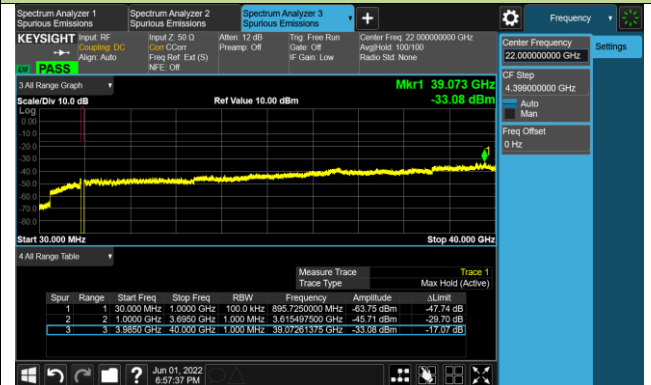 Spectrum Analyzer 1
Spurious Emissions
Spectrum Analyzer 2
Spurious Emissions
Spectrum Analyzer 3
Spurious Emissions
Frequency
KEYSIGHT
Input: RF
Coupling: DC
Align: Auto
Input Z: 50 Ω
Corr CCorr
Freq Ref: Ext (S)
NFE: Off
Atten: 12 dB
Preamp: Off
Trig: Free Run
Gate: Off
IF Gain: Low
Center Freq: 22.000000000 GHz
Avg|Hold: 100/100
Radio Std: None
PASS
Center Frequency
22.000000000 GHz
Settings
CF Step
4.399000000 GHz
Auto
Man
Freq Offset
0 Hz
3 All Range Graph
Mkr1 39.073 GHz
Scale/Div 10.0 dB
Ref Value 10.00 dBm
-33.08 dBm
Log
0.00
-10.0
-20.0
-30.0
-40.0
-50.0
-60.0
-70.0
-80.0
1
Start 30.000 MHz
Stop 40.000 GHz
4 All Range Table
Measure Trace Trace 1
Trace Type Max Hold (Active)
Spur Range Start Freq Stop Freq RBW Frequency Amplitude ΔLimit
1 1 30.000 MHz 1.0000 GHz 100.0 kHz 895.7250000 MHz -63.75 dBm -47.74 dB
2 2 1.0000 GHz 3.6950 GHz 1.000 MHz 3.615497500 GHz -45.71 dBm -29.70 dB
3 3 3.9850 GHz 40.000 GHz 1.000 MHz 39.07261375 GHz -33.08 dBm -17.07 dB
?
Jun 01, 2022
6:57:37 PM